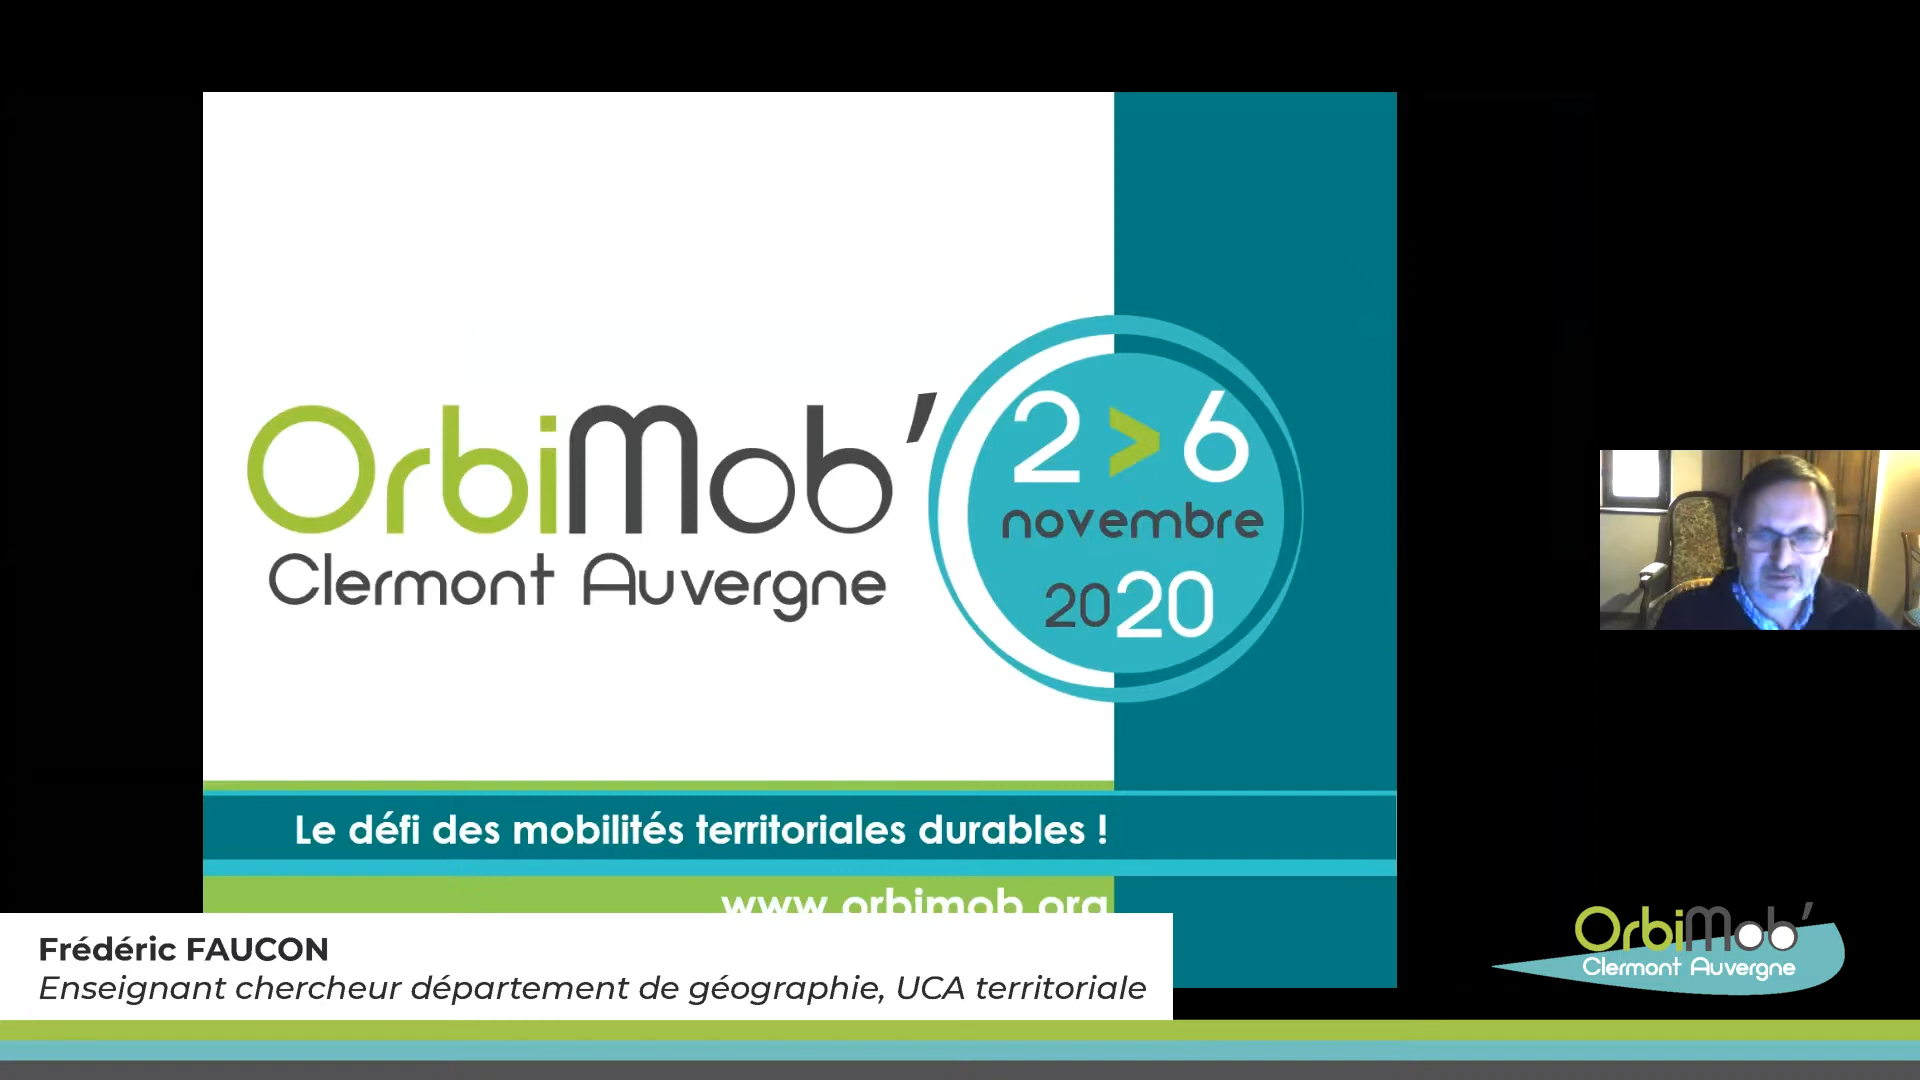 OrbiMob'
Clermont Auvergne
2 > 6
novembre
2020
Le défi des mobilités territoriales durables !
www.orbimob.org
Frédéric FAUCON
Enseignant chercheur département de géographie, UCA territoriale
OrbiMob'
Clermont Auvergne